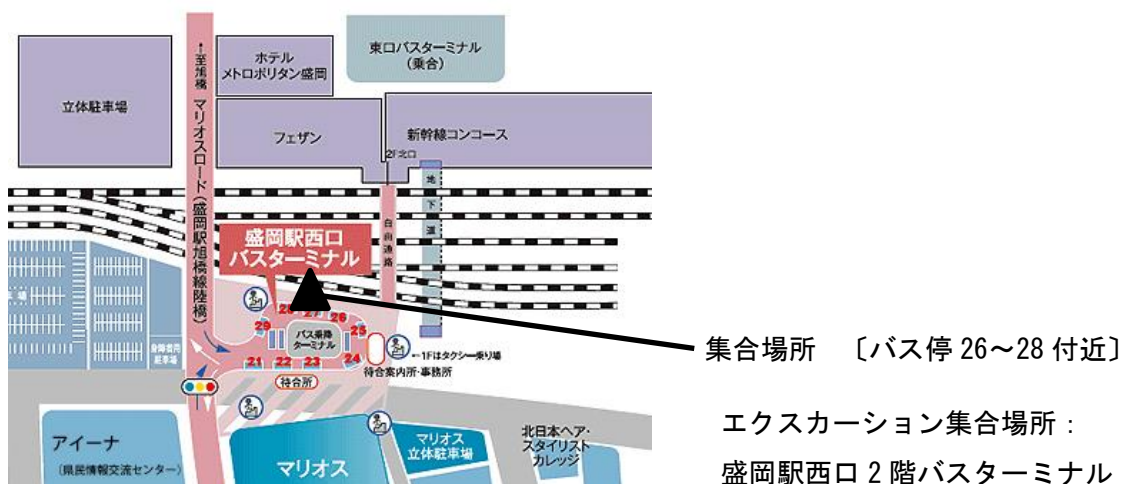 東口バスターミナル
(乗合)
ホテル
メトロポリタン盛岡
立体駐車場
←至旭橋 マリオスロード(盛岡駅旭橋線陸橋)
フェザン
新幹線コンコース
2F北口
地下道
自由通路
盛岡駅西口
バスターミナル
28
27
26
29
25
バス乗降
ターミナル
21
22
23
24
←1Fはタクシー乗り場
待合案内所・事務所
待合所
駐車場
集合場所 〔バス停 26～28 付近〕
エクスカーション集合場所:
盛岡駅西口 2 階バスターミナル
アイーナ
(県民情報交流センター)
マリオス
マリオス
立体駐車場
北日本ヘア・
スタイリスト
カレッジ